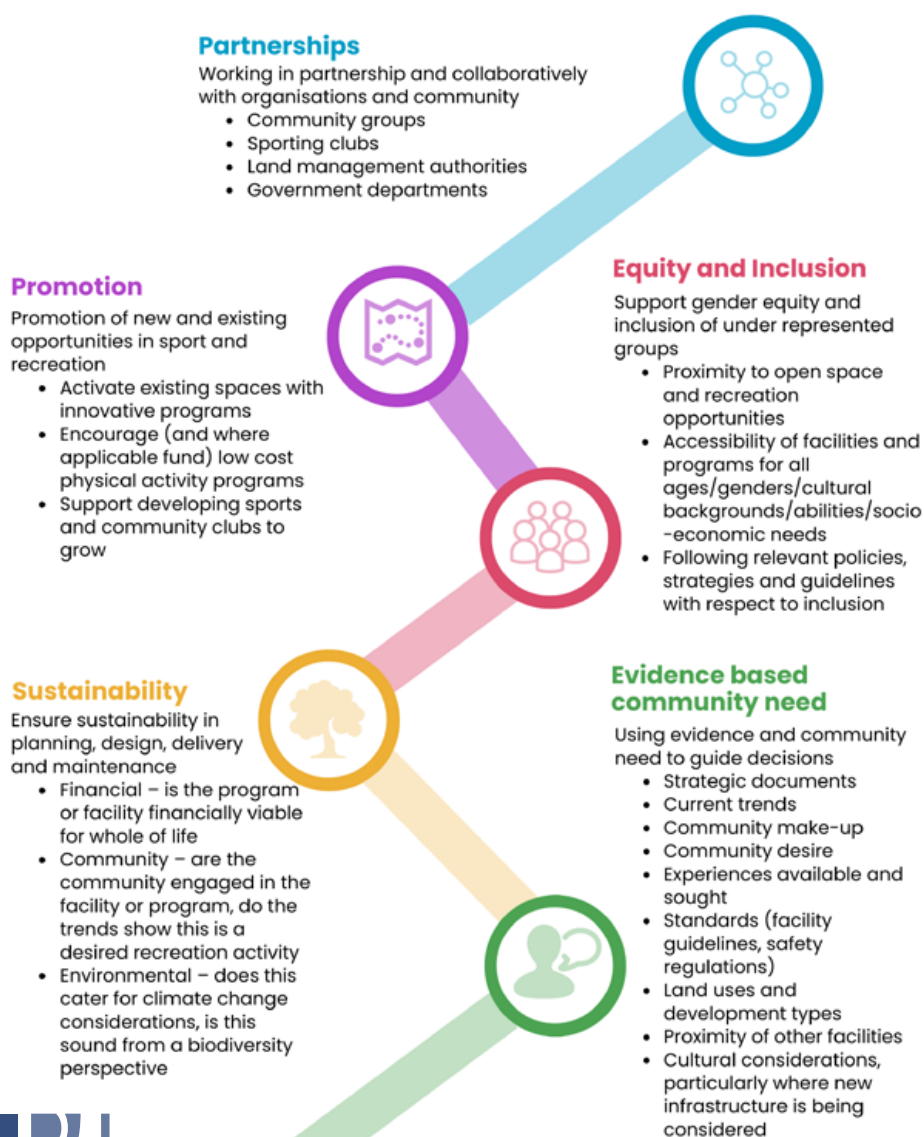 Partnerships
Working in partnership and collaboratively
with organisations and community
• Community groups
• Sporting clubs
• Land management authorities
• Government departments
Promotion
Promotion of new and existing
opportunities in sport and
recreation
• Activate existing spaces with
innovative programs
• Encourage (and where
applicable fund) low cost
physical activity programs
• Support developing sports
and community clubs to
grow
Equity and Inclusion
Support gender equity and
inclusion of under represented
groups
• Proximity to open space
and recreation
opportunities
• Accessibility of facilities and
programs for all
ages/genders/cultural
backgrounds/abilities/socio
-economic needs
• Following relevant policies,
strategies and guidelines
with respect to inclusion
Sustainability
Ensure sustainability in
planning, design, delivery
and maintenance
• Financial – is the program
or facility financially viable
for whole of life
• Community – are the
community engaged in the
facility or program, do the
trends show this is a
desired recreation activity
• Environmental – does this
cater for climate change
considerations, is this
sound from a biodiversity
perspective
Evidence based
community need
Using evidence and community
need to guide decisions
• Strategic documents
• Current trends
• Community make-up
• Community desire
• Experiences available and
sought
• Standards (facility
guidelines, safety
regulations)
• Land uses and
development types
• Proximity of other facilities
• Cultural considerations,
particularly where new
infrastructure is being
considered